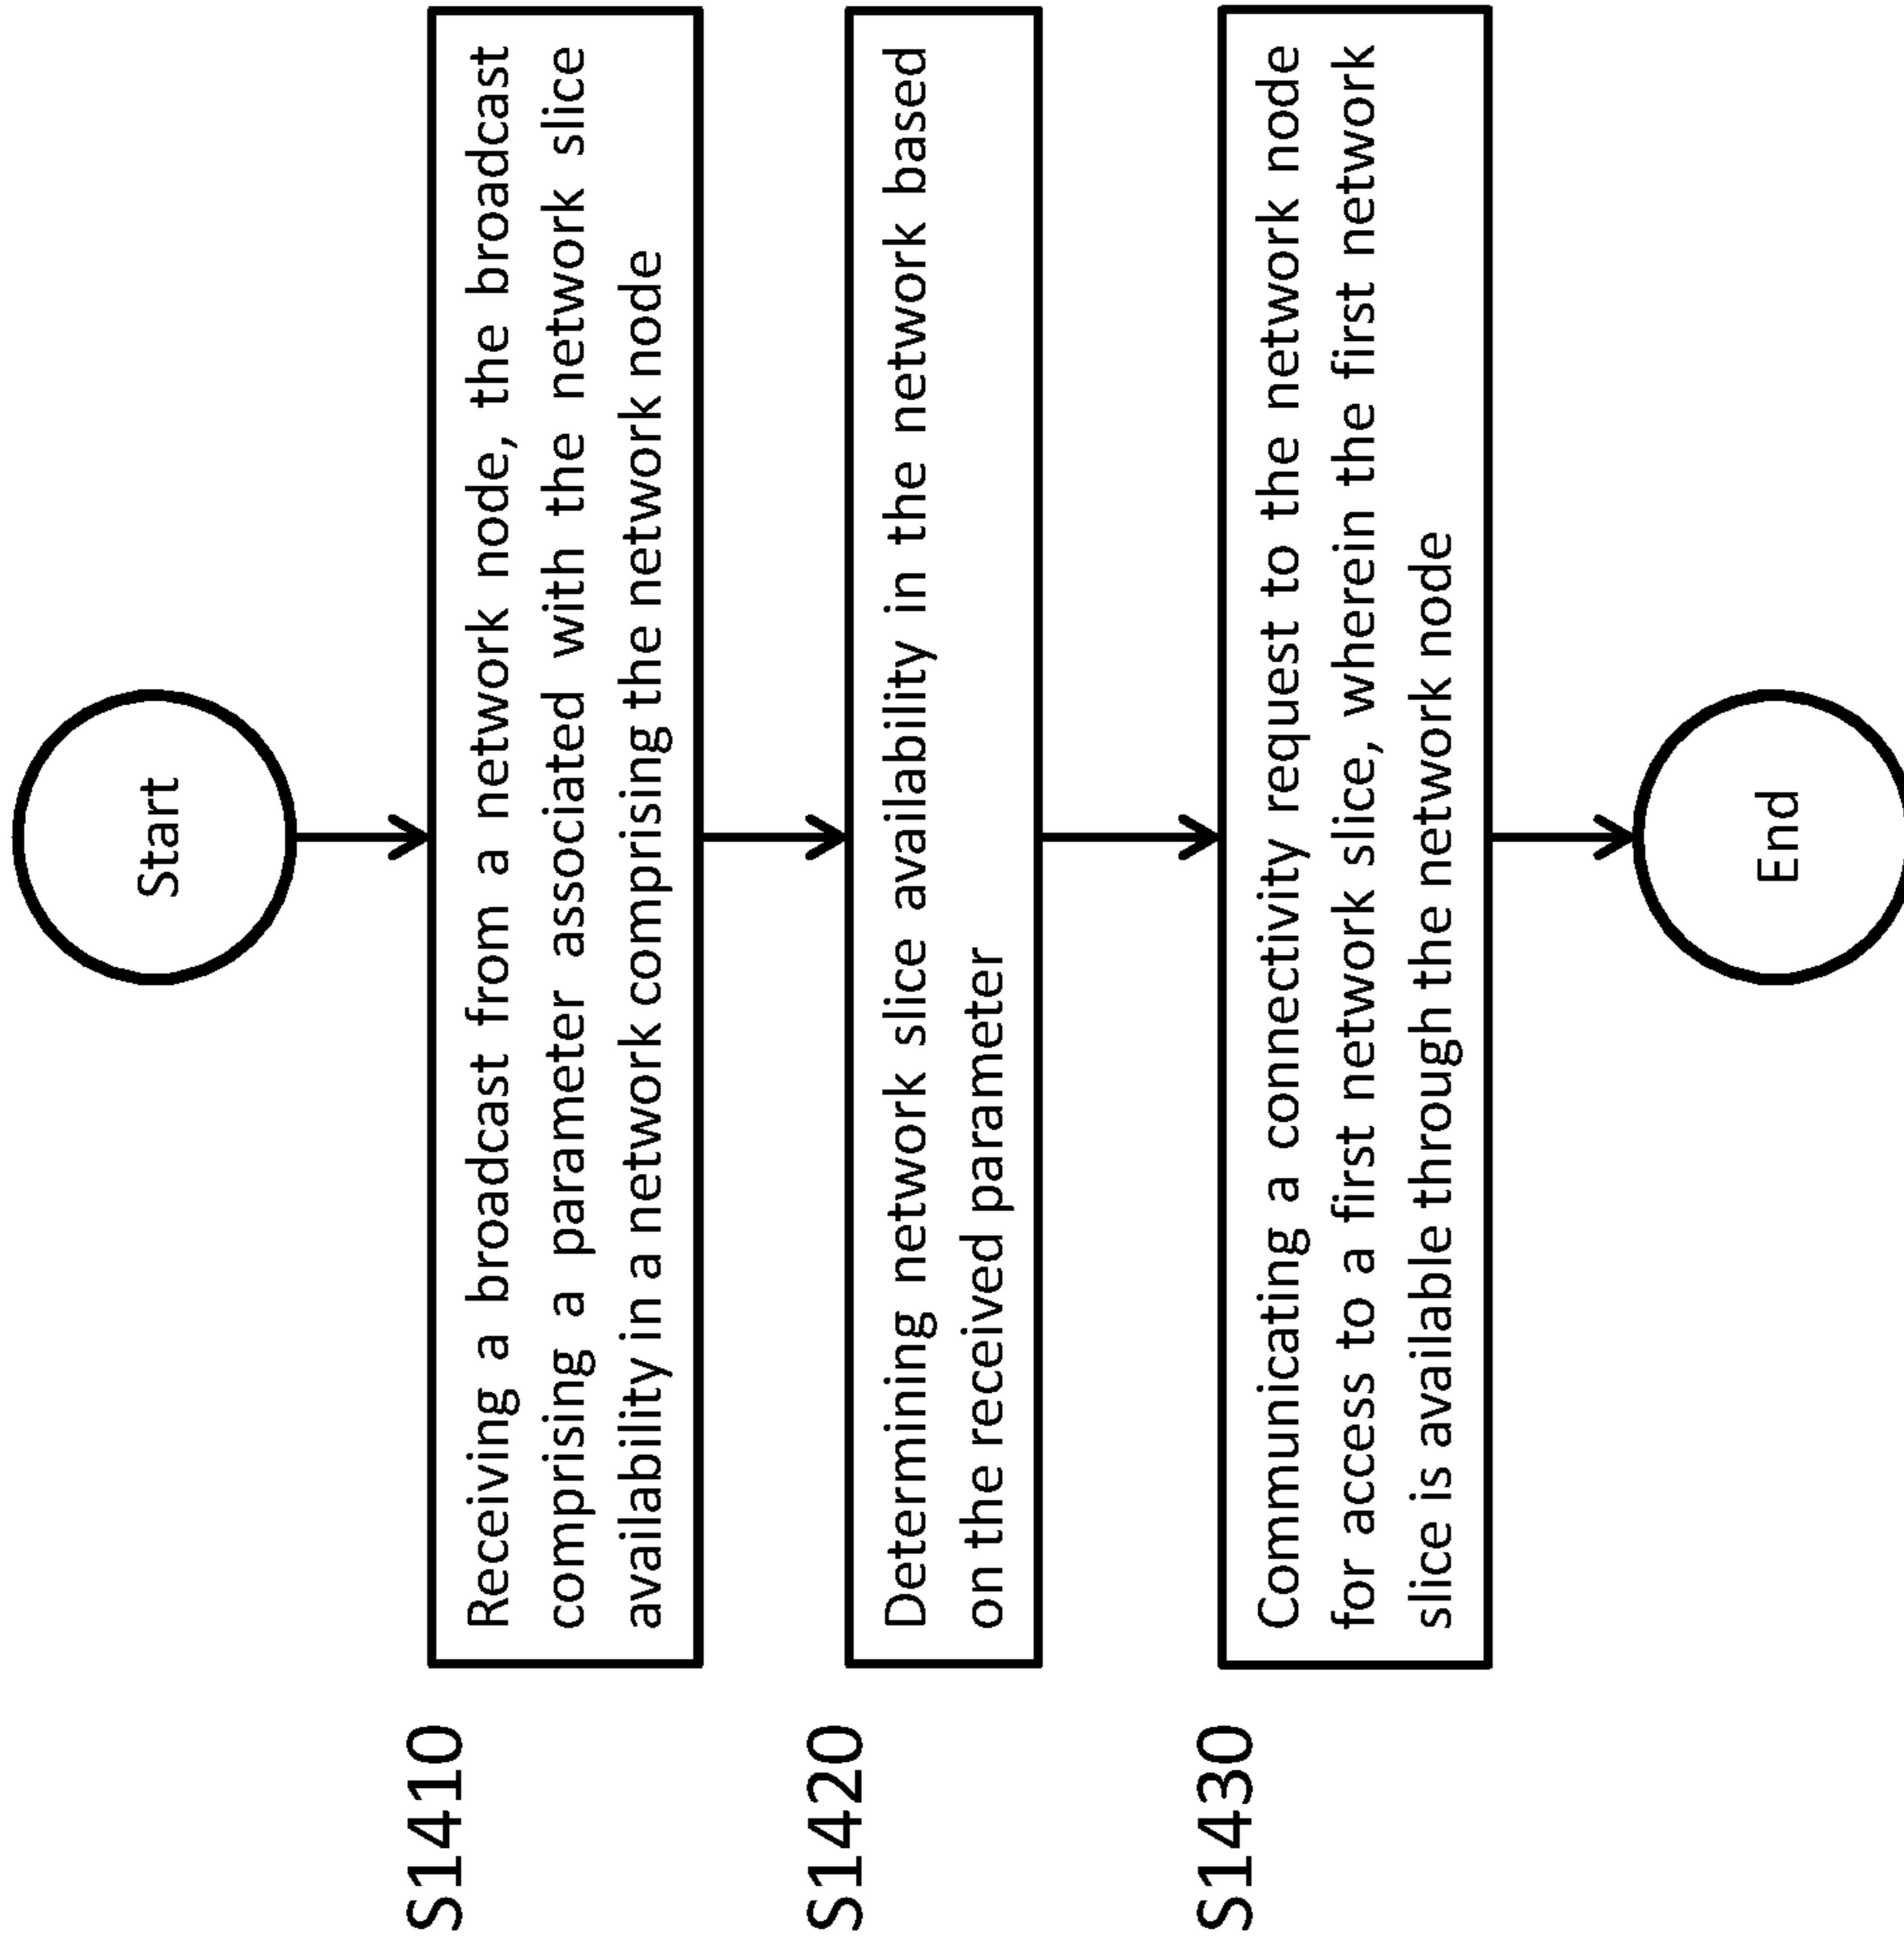 Start
S1410
Receiving a broadcast from a network node, the broadcast
comprising a parameter associated with the network slice
availability in a network comprising the network node
S1420
Determining network slice availability in the network based
on the received parameter
S1430
Communicating a connectivity request to the network node
for access to a first network slice, wherein the first network
slice is available through the network node
End